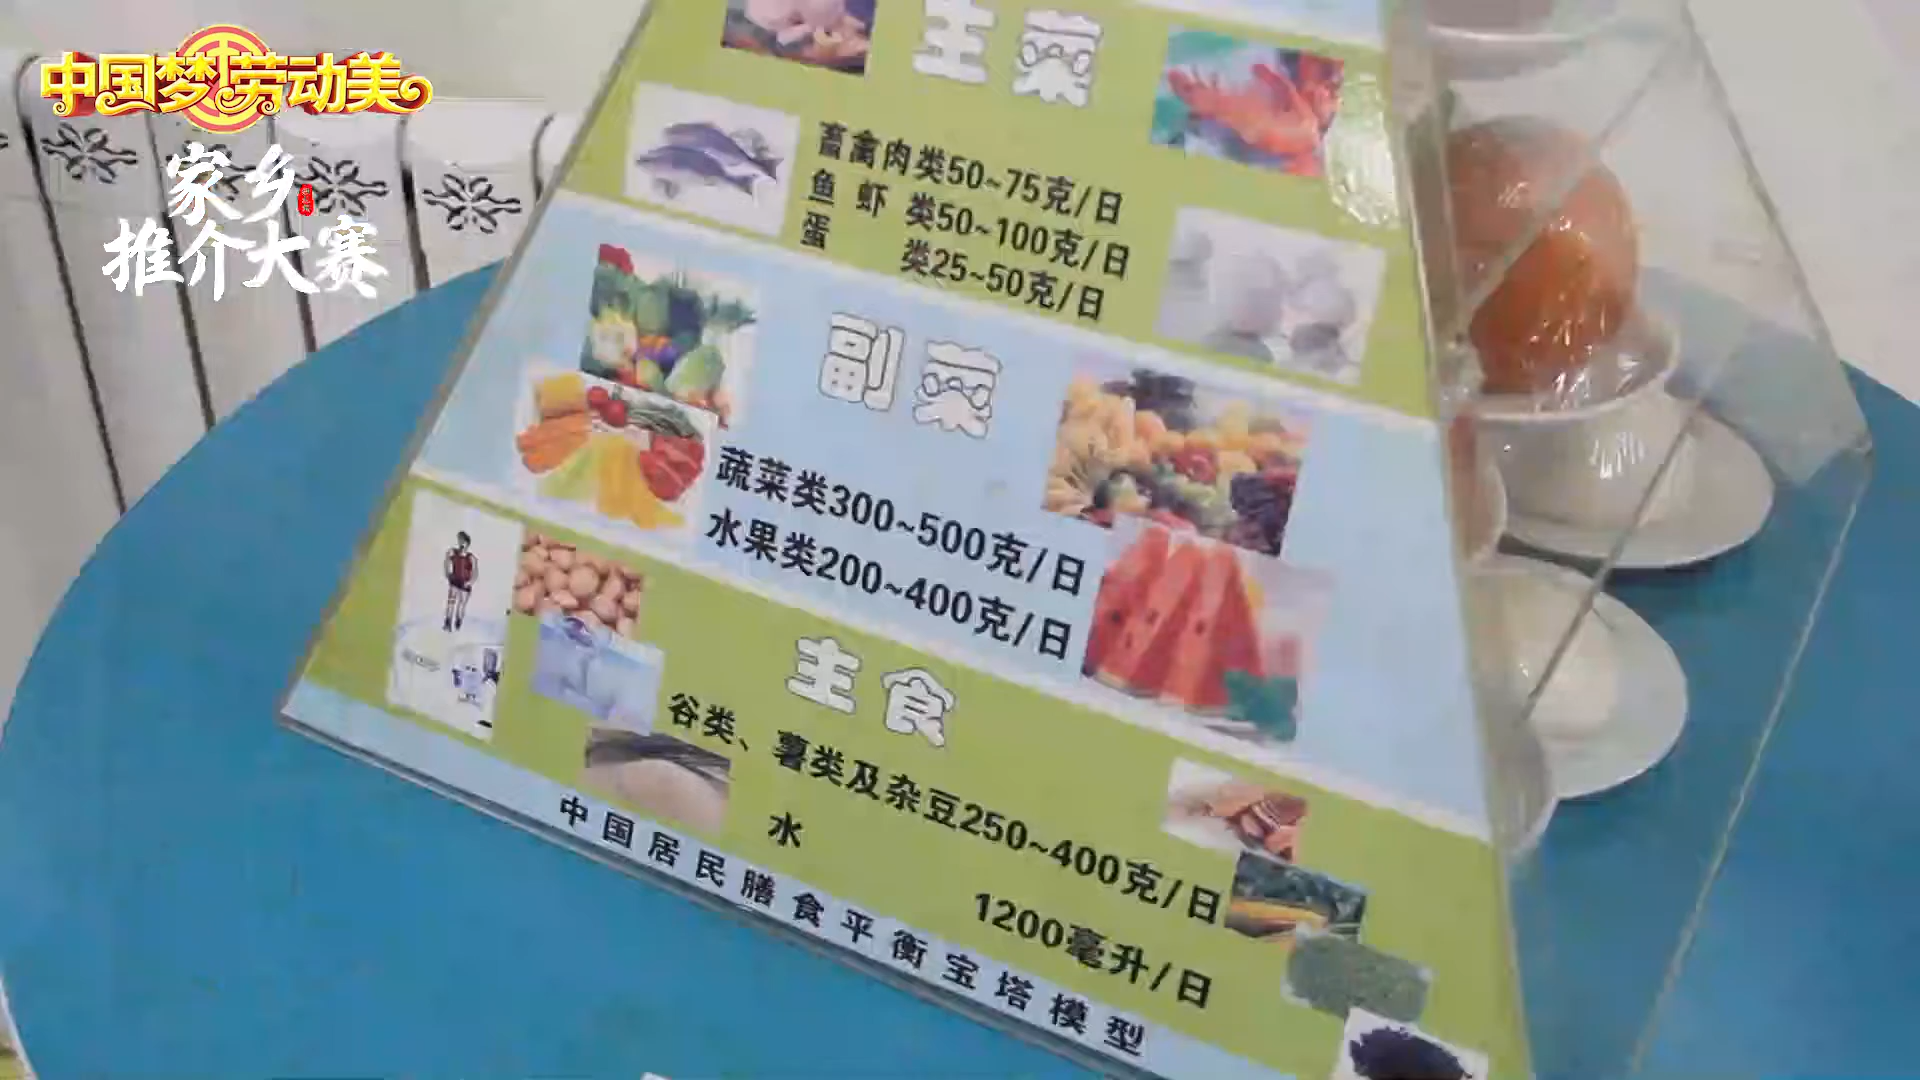 中国梦劳动美
家乡
推介大赛
主菜
畜禽肉类50~75克/日
鱼虾类50~100克/日
蛋类25~50克/日
副菜
蔬菜类300~500克/日
水果类200~400克/日
主食
谷类、薯类及杂豆250~400克/日
水 1200毫升/日
中国居民膳食平衡宝塔模型